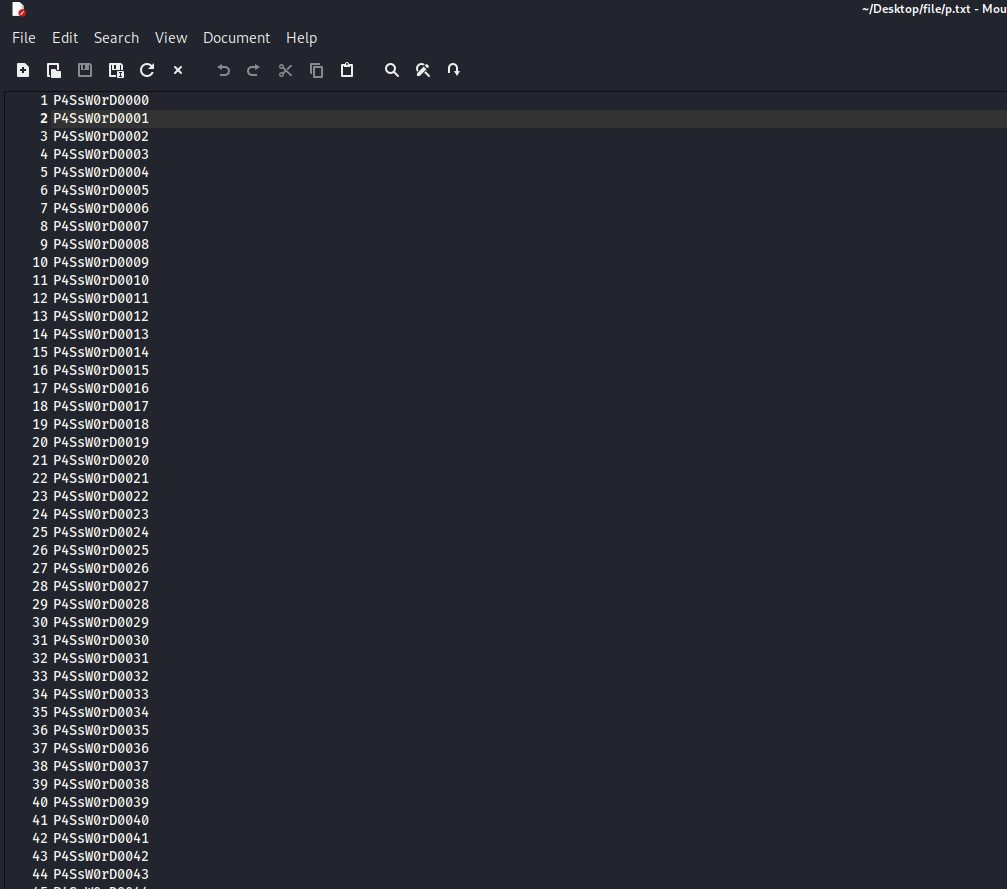 ~/Desktop/file/p.txt - Mou
File Edit Search View Document Help
1 P4SsW0rD0000
2 P4SsW0rD0001
3 P4SsW0rD0002
4 P4SsW0rD0003
5 P4SsW0rD0004
6 P4SsW0rD0005
7 P4SsW0rD0006
8 P4SsW0rD0007
9 P4SsW0rD0008
10 P4SsW0rD0009
11 P4SsW0rD0010
12 P4SsW0rD0011
13 P4SsW0rD0012
14 P4SsW0rD0013
15 P4SsW0rD0014
16 P4SsW0rD0015
17 P4SsW0rD0016
18 P4SsW0rD0017
19 P4SsW0rD0018
20 P4SsW0rD0019
21 P4SsW0rD0020
22 P4SsW0rD0021
23 P4SsW0rD0022
24 P4SsW0rD0023
25 P4SsW0rD0024
26 P4SsW0rD0025
27 P4SsW0rD0026
28 P4SsW0rD0027
29 P4SsW0rD0028
30 P4SsW0rD0029
31 P4SsW0rD0030
32 P4SsW0rD0031
33 P4SsW0rD0032
34 P4SsW0rD0033
35 P4SsW0rD0034
36 P4SsW0rD0035
37 P4SsW0rD0036
38 P4SsW0rD0037
39 P4SsW0rD0038
40 P4SsW0rD0039
41 P4SsW0rD0040
42 P4SsW0rD0041
43 P4SsW0rD0042
44 P4SsW0rD0043